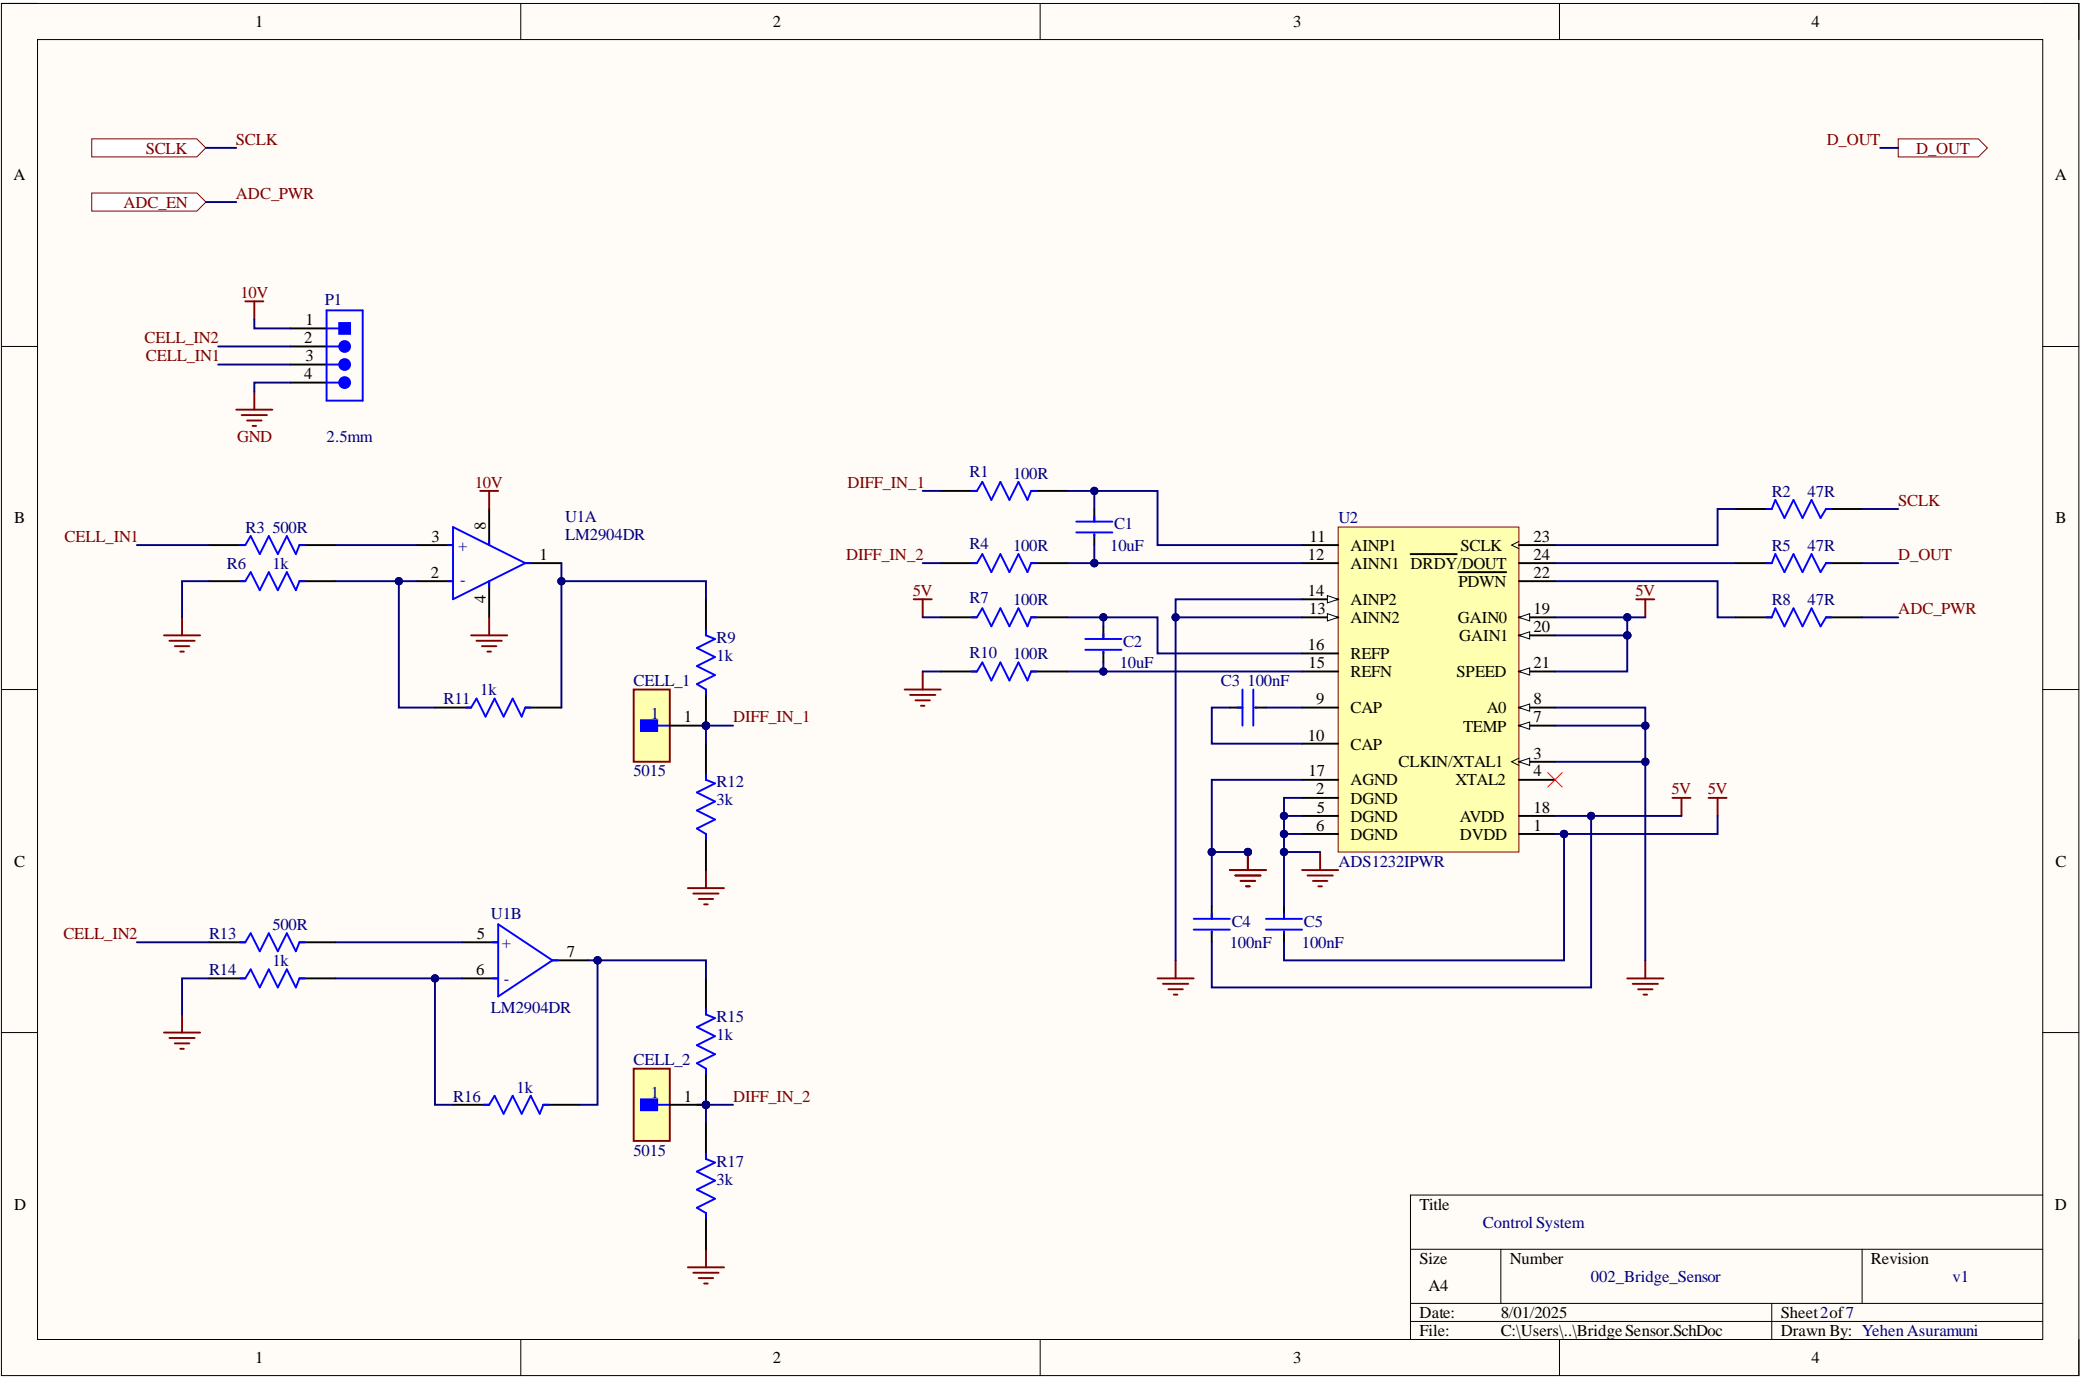 1 2 3 4
A A
B B
C C
D D
1 2 3 4
SCLK SCLK
ADC_EN ADC_PWR
D_OUT D_OUT
10V P1
1
CELL_IN2 2
CELL_IN1 3
4
GND 2.5mm
10V
U1A
LM2904DR
CELL_IN1 R3 500R 3 + 8 1
R6 1k 2 - 4
R11 1k
R9
1k
CELL_1
1 1 DIFF_IN_1
5015
R12
3k
U1B
CELL_IN2 R13 500R 5 + 7
R14 1k 6 -
LM2904DR
R16 1k
R15
1k
CELL_2
1 1 DIFF_IN_2
5015
R17
3k
DIFF_IN_1 R1 100R
C1
10uF
DIFF_IN_2 R4 100R
5V R7 100R
C2
10uF
R10 100R
C3 100nF
U2
11 AINP1 SCLK 23
12 AINN1 DRDY/DOUT 24
PDWN 22
14 AINP2
13 AINN2 GAIN0 19
GAIN1 20
16 REFP
15 REFN SPEED 21
9 CAP A0 8
TEMP 7
10 CAP
CLKIN/XTAL1 3
17 AGND XTAL2 4
2 DGND
5 DGND AVDD 18
6 DGND DVDD 1
ADS1232IPWR
5V
5V 5V
R2 47R SCLK
R5 47R D_OUT
R8 47R ADC_PWR
C4
100nF
C5
100nF
Title
Control System
Size Number Revision
A4 002_Bridge_Sensor v1
Date: 8/01/2025 Sheet 2 of 7
File: C:\Users\..\Bridge Sensor.SchDoc Drawn By: Yehen Asuramuni